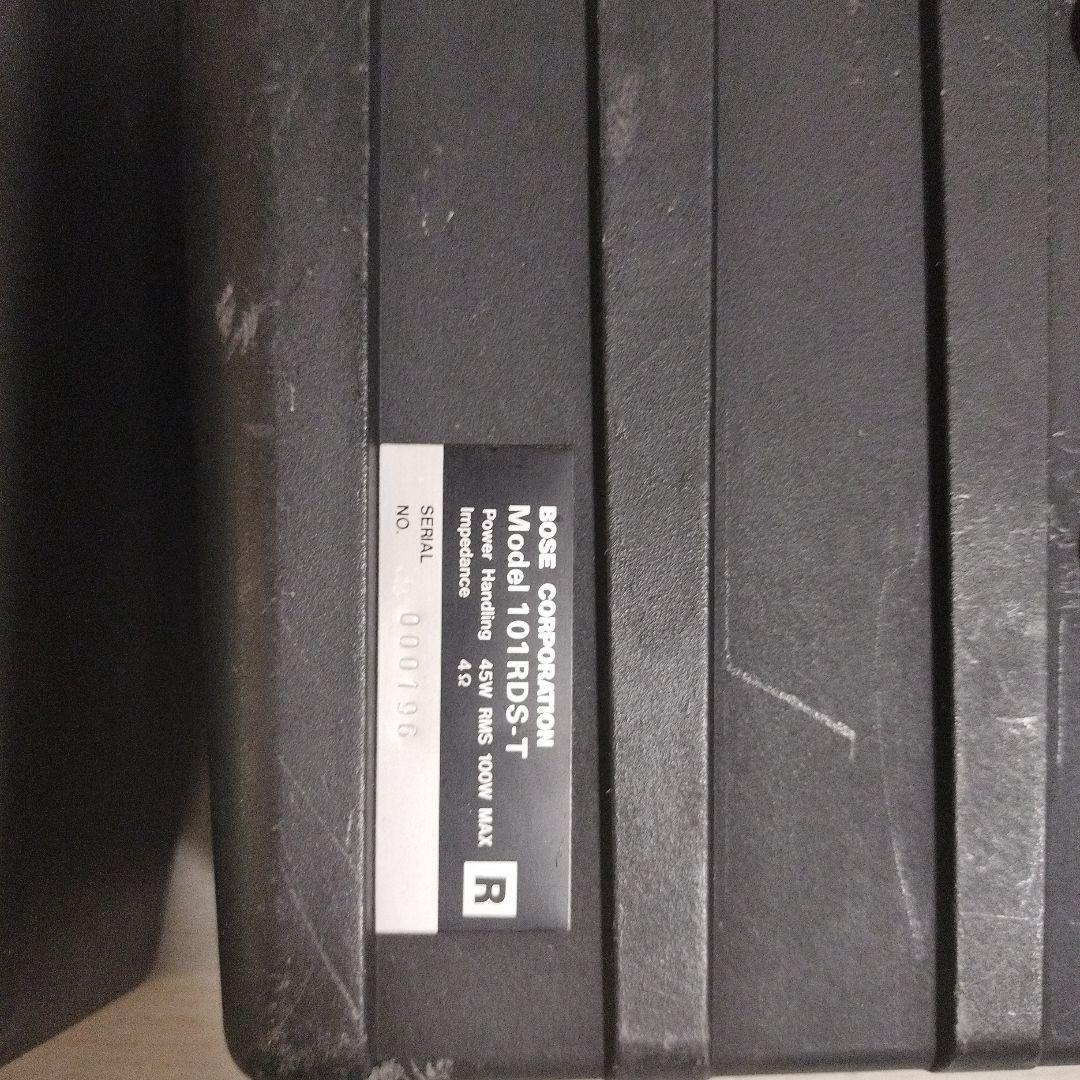 BOSE CORPORATION
Model 101RDS-T
Power Handling 45W RMS 100W MAX
Impedance 4Ω
R
SERIAL
NO. 000196